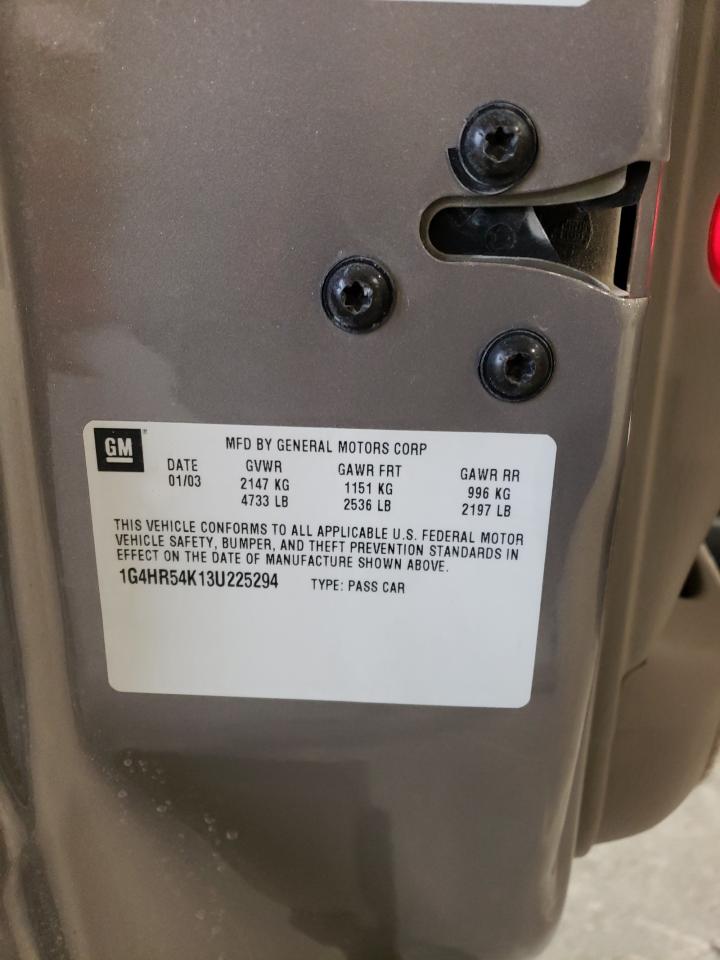 GM
MFD BY GENERAL MOTORS CORP
DATE GVWR GAWR FRT GAWR RR
01/03 2147 KG 1151 KG 996 KG
4733 LB 2536 LB 2197 LB
THIS VEHICLE CONFORMS TO ALL APPLICABLE U.S. FEDERAL MOTOR
VEHICLE SAFETY, BUMPER, AND THEFT PREVENTION STANDARDS IN
EFFECT ON THE DATE OF MANUFACTURE SHOWN ABOVE.
1G4HR54K13U225294 TYPE: PASS CAR